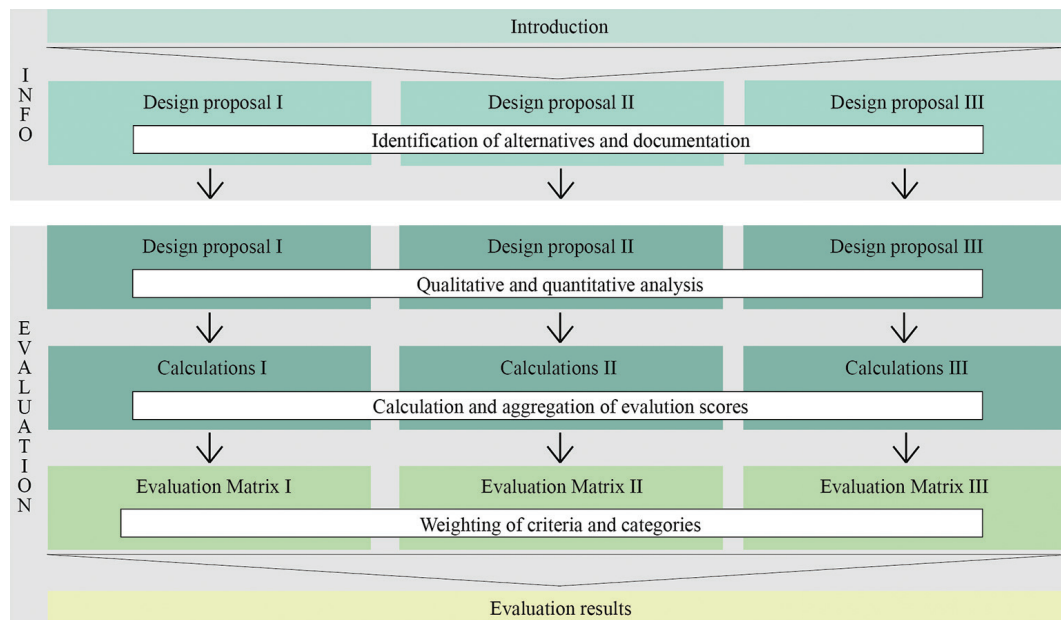 Introduction
INFO
Design proposal I
Design proposal II
Design proposal III
Identification of alternatives and documentation
EVALUATION
Design proposal I
Design proposal II
Design proposal III
Qualitative and quantitative analysis
Calculations I
Calculations II
Calculations III
Calculation and aggregation of evalution scores
Evaluation Matrix I
Evaluation Matrix II
Evaluation Matrix III
Weighting of criteria and categories
Evaluation results